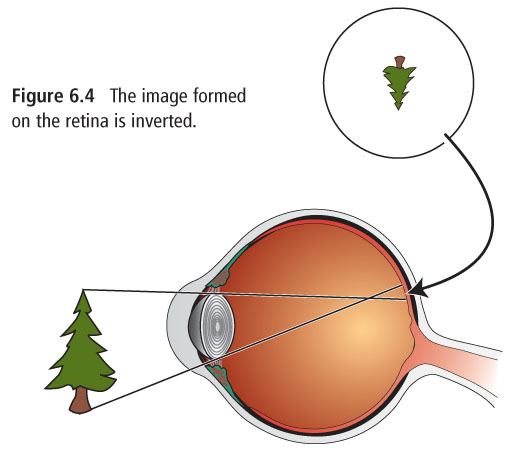 Figure 6.4 The image formed
on the retina is inverted.